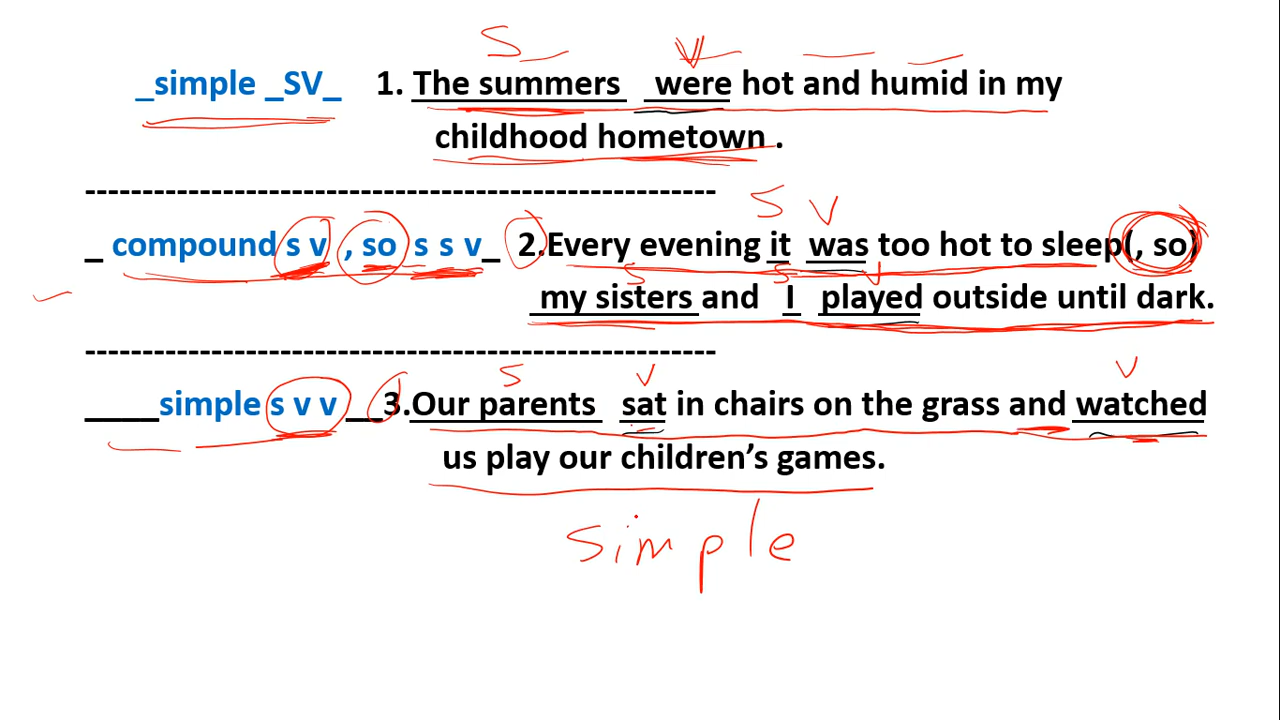 S V
_simple _SV_ 1. The summers were hot and humid in my
childhood hometown .
-------------------------------------------------------
S V
_ compound s v , so s s v_ 2.Every evening it was too hot to sleep(, so)
S S V
my sisters and I played outside until dark.
-------------------------------------------------------
S V V
____simple s v v __3.Our parents sat in chairs on the grass and watched
us play our children’s games.
simple